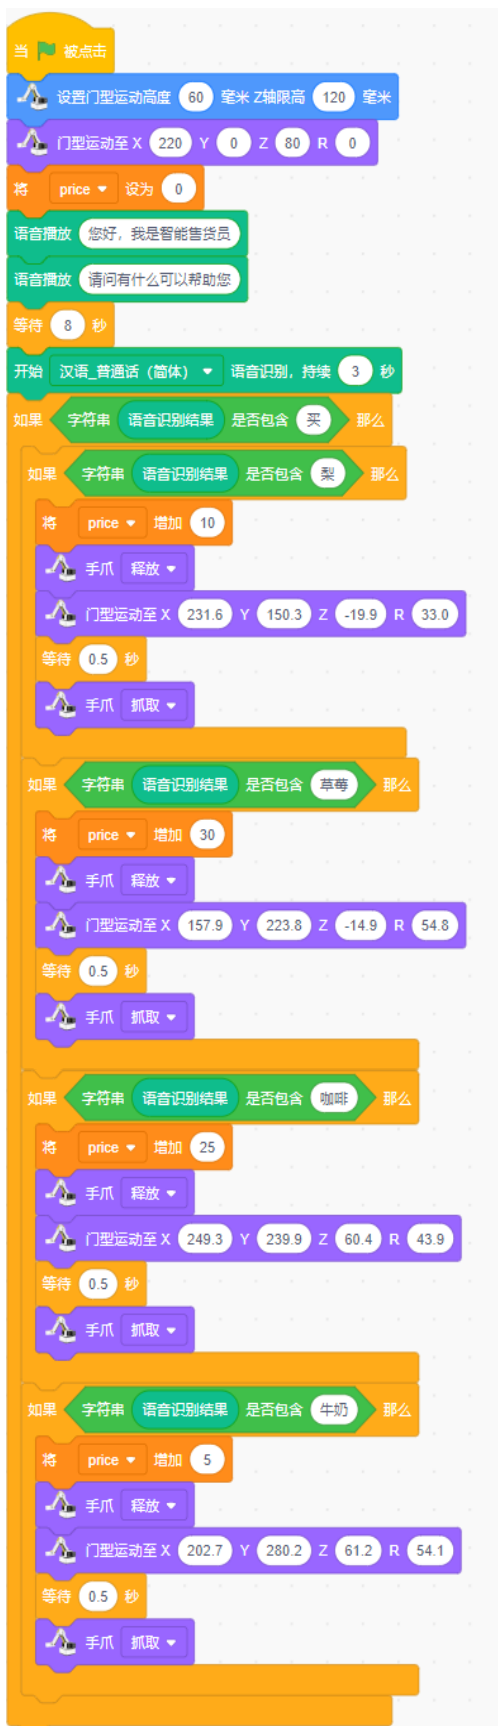 当 被点击
设置门型运动高度 60 毫米 Z轴限高 120 毫米
门型运动至 X 220 Y 0 Z 80 R 0
将 price 设为 0
语音播放 您好，我是智能售货员
语音播放 请问有什么可以帮助您
等待 8 秒
开始 汉语_普通话（简体） 语音识别，持续 3 秒
如果 字符串 语音识别结果 是否包含 买 那么
如果 字符串 语音识别结果 是否包含 梨 那么
将 price 增加 10
手爪 释放
门型运动至 X 231.6 Y 150.3 Z -19.9 R 33.0
等待 0.5 秒
手爪 抓取
如果 字符串 语音识别结果 是否包含 草莓 那么
将 price 增加 30
手爪 释放
门型运动至 X 157.9 Y 223.8 Z -14.9 R 54.8
等待 0.5 秒
手爪 抓取
如果 字符串 语音识别结果 是否包含 咖啡 那么
将 price 增加 25
手爪 释放
门型运动至 X 249.3 Y 239.9 Z 60.4 R 43.9
等待 0.5 秒
手爪 抓取
如果 字符串 语音识别结果 是否包含 牛奶 那么
将 price 增加 5
手爪 释放
门型运动至 X 202.7 Y 280.2 Z 61.2 R 54.1
等待 0.5 秒
手爪 抓取